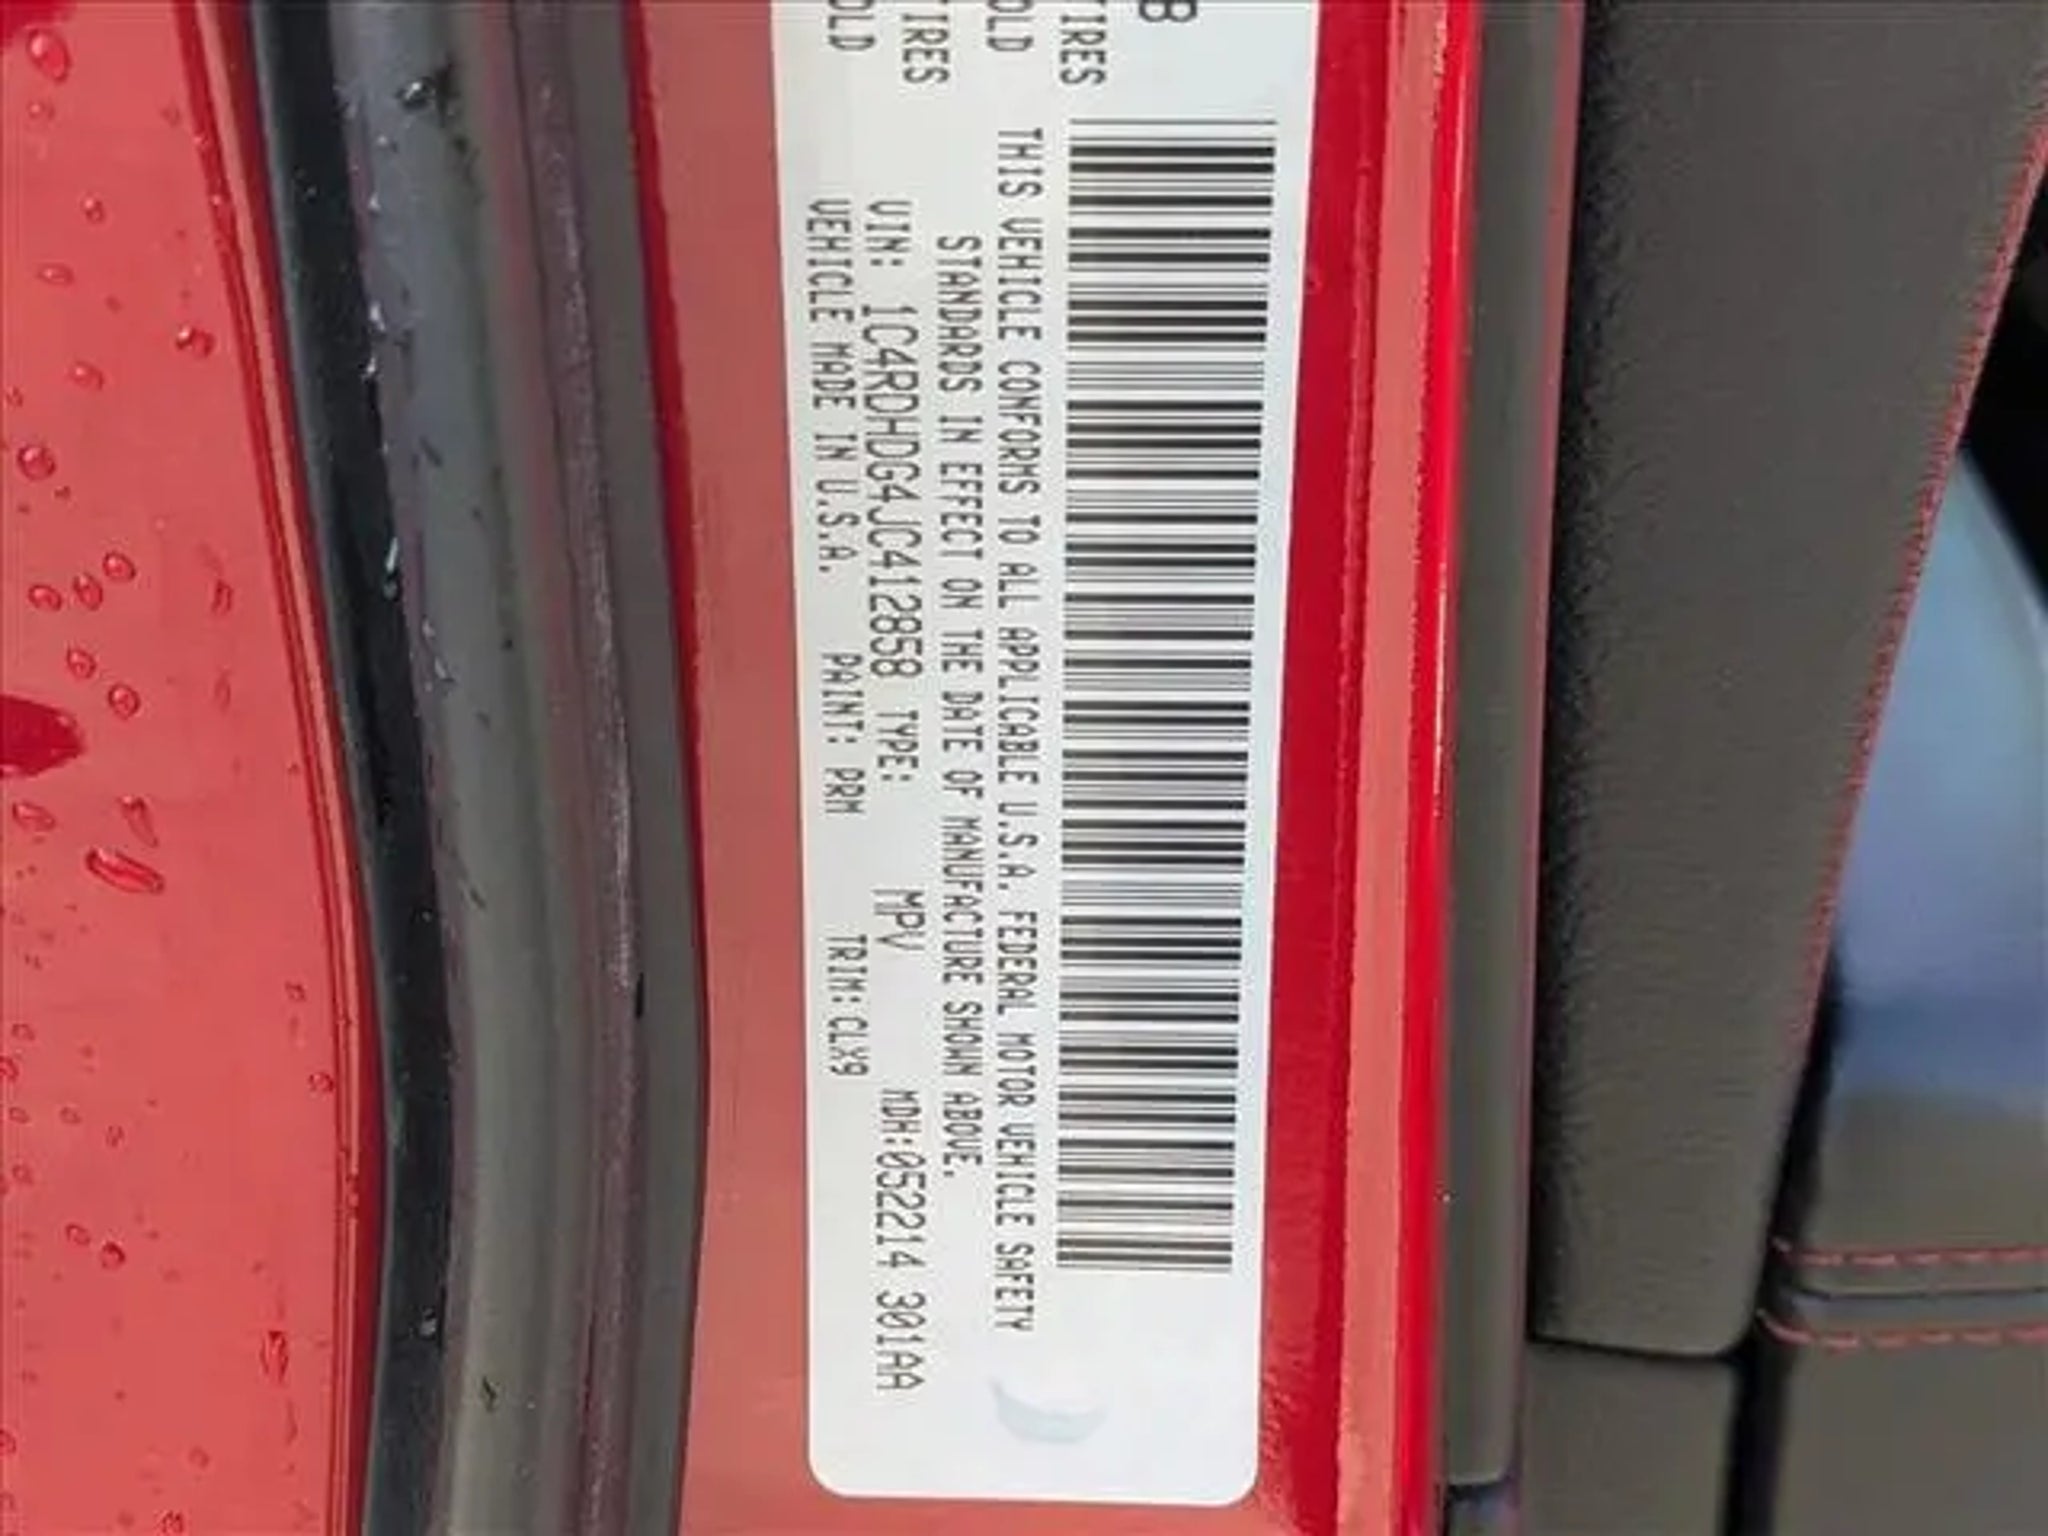 B
TIRES
OLD
TIRES
OLD
THIS VEHICLE CONFORMS TO ALL APPLICABLE U.S.A. FEDERAL MOTOR VEHICLE SAFETY
STANDARDS IN EFFECT ON THE DATE OF MANUFACTURE SHOWN ABOVE.
VIN: 1C4RDHDG4JC412858 TYPE: MPV MDH:052214 301AA
VEHICLE MADE IN U.S.A. PAINT: PRM TRIM:CLX9